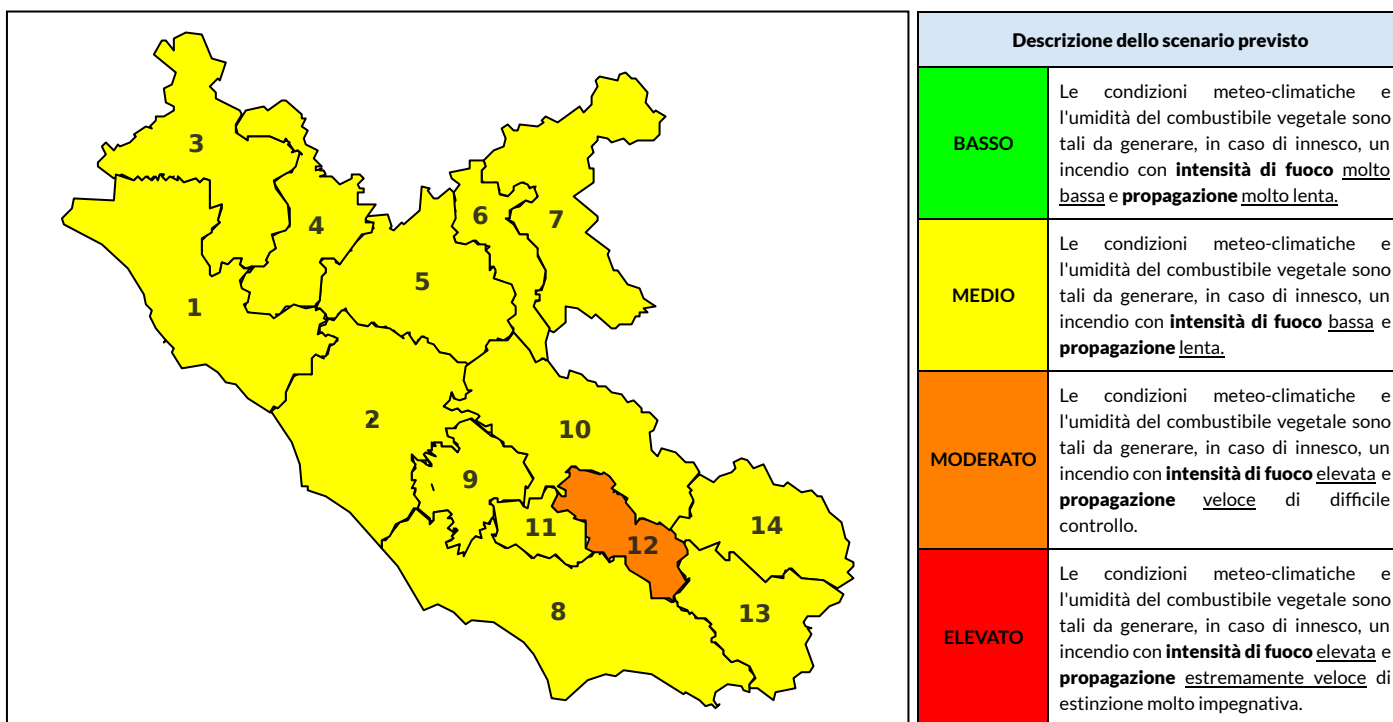 3
4
6
7
5
1
2
10
9
11
12
14
8
13
Descrizione dello scenario previsto
BASSO
Le condizioni meteo-climatiche e
l'umidità del combustibile vegetale sono
tali da generare, in caso di innesco, un
incendio con intensità di fuoco molto
bassa e propagazione molto lenta.
MEDIO
Le condizioni meteo-climatiche e
l'umidità del combustibile vegetale sono
tali da generare, in caso di innesco, un
incendio con intensità di fuoco bassa e
propagazione lenta.
MODERATO
Le condizioni meteo-climatiche e
l'umidità del combustibile vegetale sono
tali da generare, in caso di innesco, un
incendio con intensità di fuoco elevata e
propagazione veloce di difficile
controllo.
ELEVATO
Le condizioni meteo-climatiche e
l'umidità del combustibile vegetale sono
tali da generare, in caso di innesco, un
incendio con intensità di fuoco elevata e
propagazione estremamente veloce di
estinzione molto impegnativa.